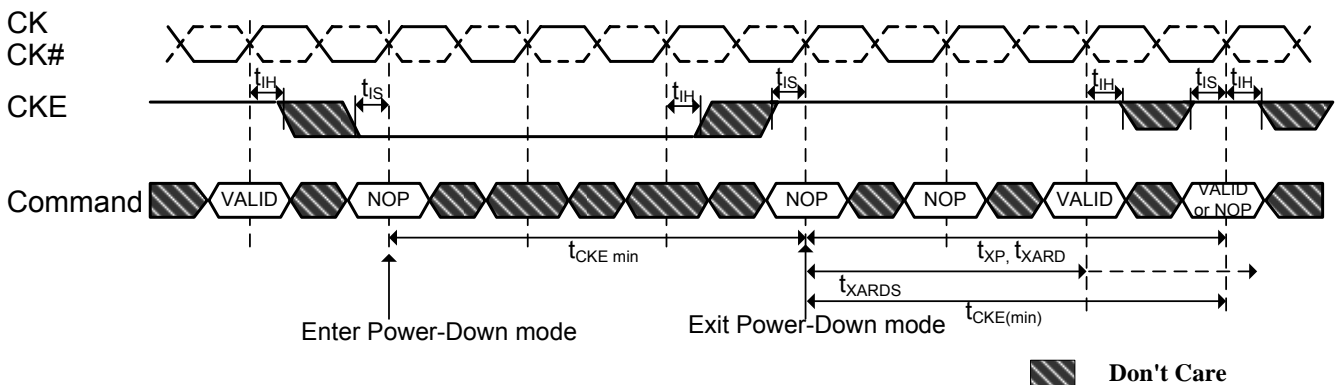 CK
CK#
tIH
tIS
tIH
tIS
tIH
tIS
tIH
CKE
Command
VALID
NOP
NOP
NOP
VALID
VALID
or NOP
tCKE min
tXP, tXARD
tXARDS
tCKE(min)
Enter Power-Down mode
Exit Power-Down mode
Don't Care